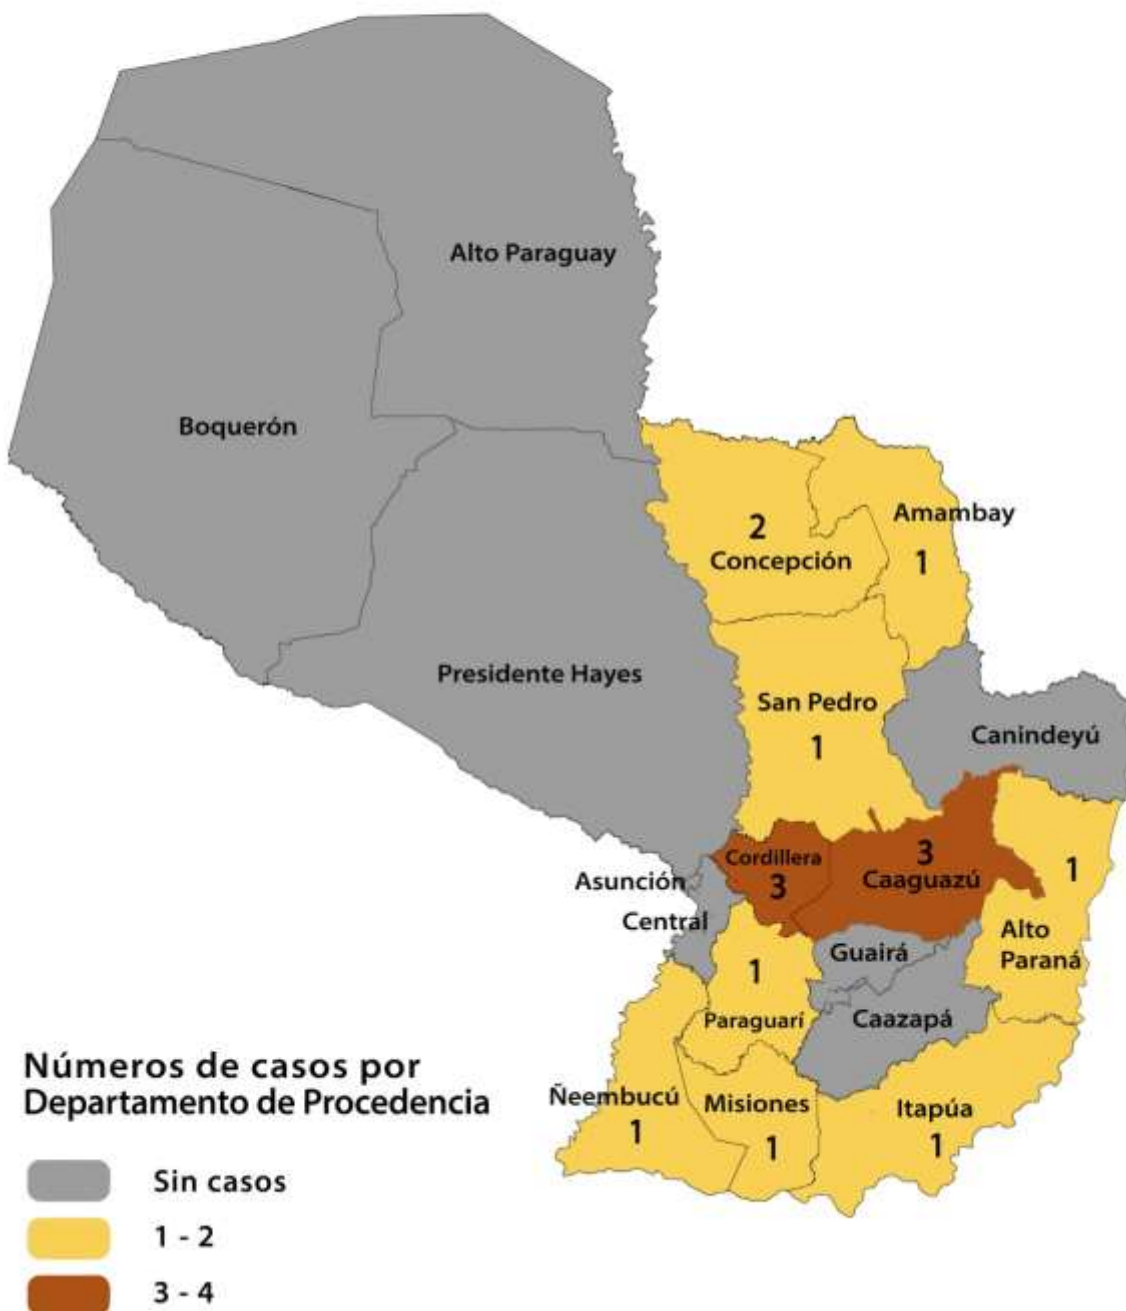 Alto Paraguay
Boquerón
Amambay
2
Concepción
1
Presidente Hayes
San Pedro
1
Canindeyú
Cordillera
3
3
Caaguazú
1
Asunción
Central
Alto
Paraná
Guairá
1
Paraguarí
Caazapá
Ñeembucú
1
Misiones
1
Itapúa
1
Números de casos por
Departamento de Procedencia
Sin casos
1 - 2
3 - 4